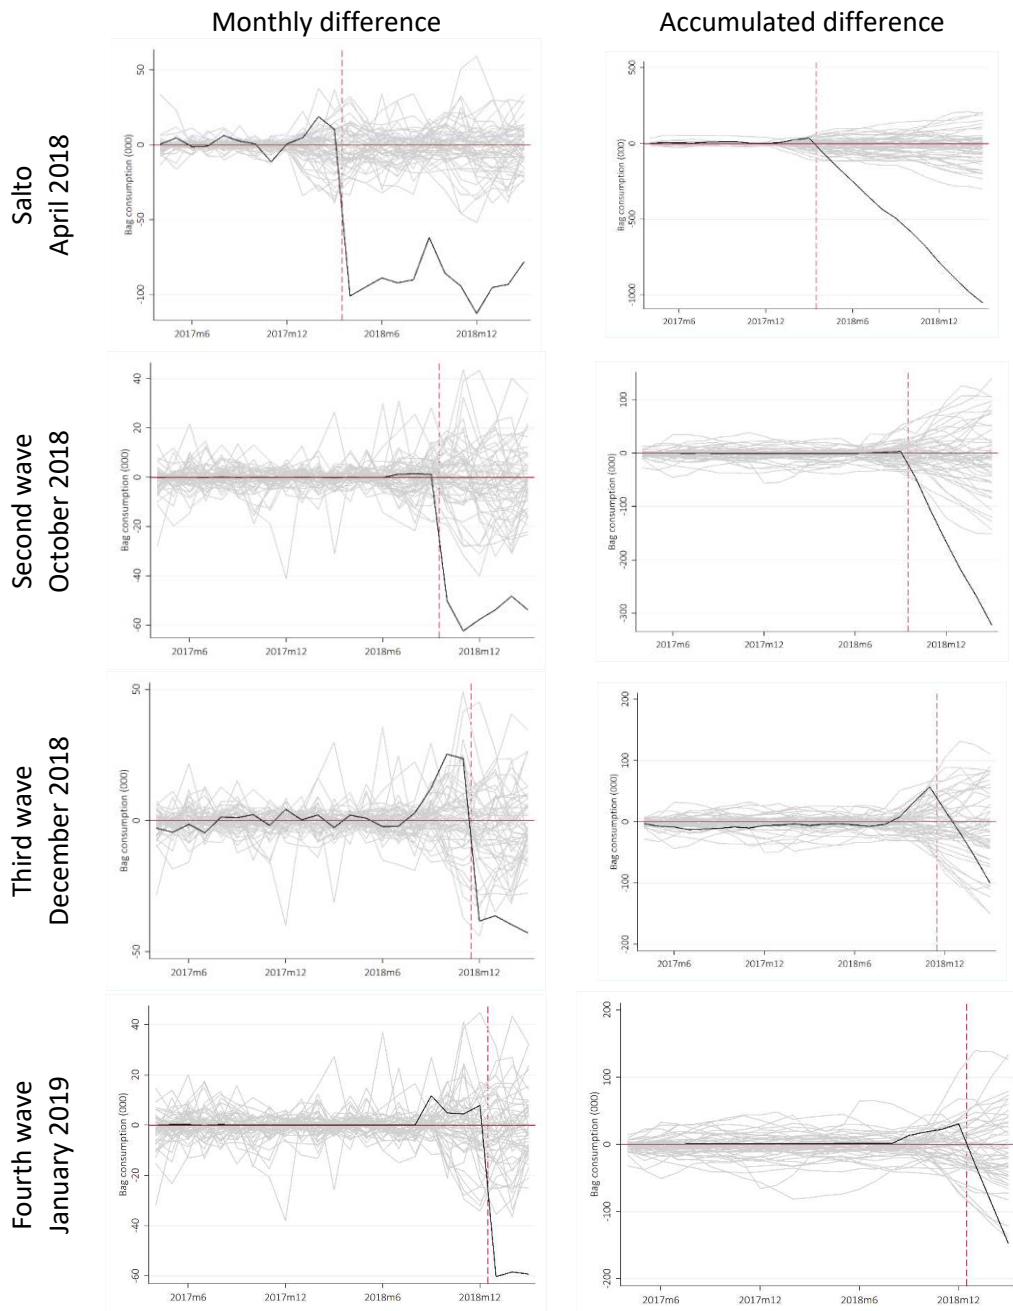 Monthly difference
Accumulated difference
Salto
April 2018
Bag consumption (000)
50
0
-50
-100
2017m6
2017m12
2018m6
2018m12
Bag consumption (000)
500
0
-500
-1000
2017m6
2017m12
2018m6
2018m12
Second wave
October 2018
Bag consumption (000)
40
20
0
-20
-40
-60
2017m6
2017m12
2018m6
2018m12
Bag consumption (000)
100
0
-100
-200
-300
2017m6
2017m12
2018m6
2018m12
Third wave
December 2018
Bag consumption (000)
50
0
-50
2017m6
2017m12
2018m6
2018m12
Bag consumption (000)
200
100
0
-100
-200
2017m6
2017m12
2018m6
2018m12
Fourth wave
January 2019
Bag consumption (000)
40
20
0
-20
-40
-60
2017m6
2017m12
2018m6
2018m12
Bag consumption (000)
200
100
0
-100
-200
2017m6
2017m12
2018m6
2018m12